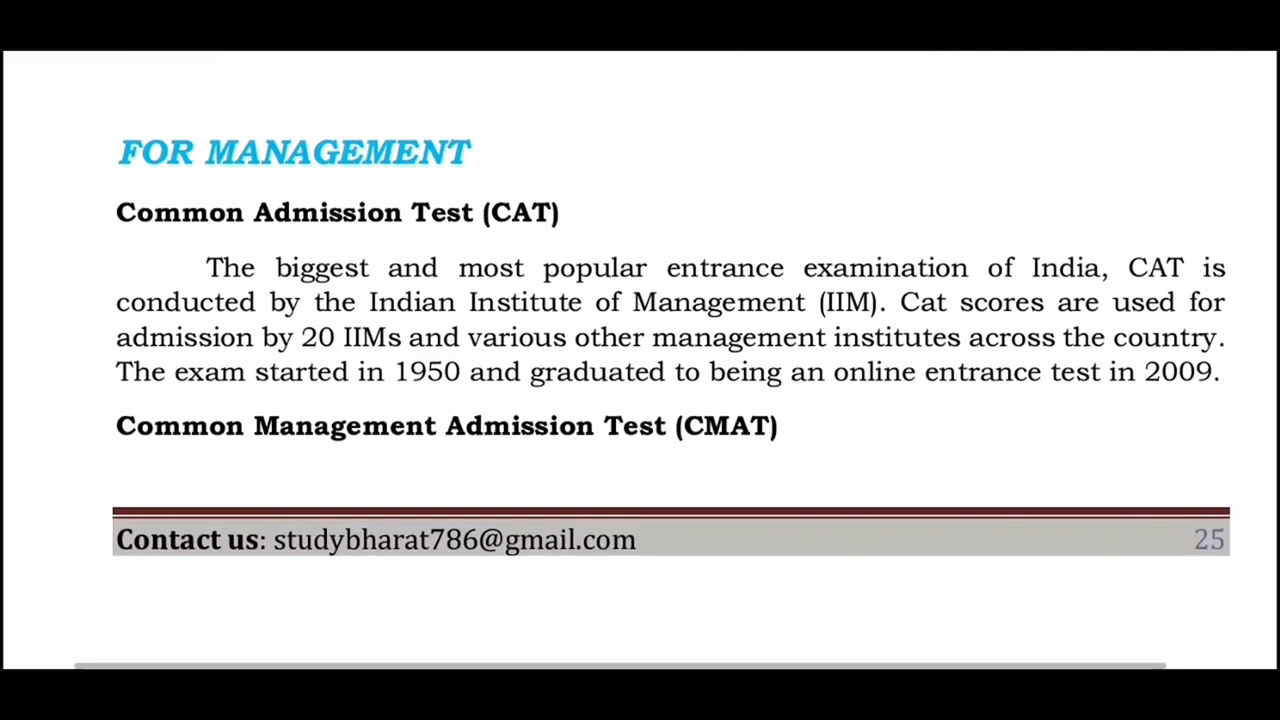 FOR MANAGEMENT
Common Admission Test (CAT)
The biggest and most popular entrance examination of India, CAT is
conducted by the Indian Institute of Management (IIM). Cat scores are used for
admission by 20 IIMs and various other management institutes across the country.
The exam started in 1950 and graduated to being an online entrance test in 2009.
Common Management Admission Test (CMAT)
Contact us: studybharat786@gmail.com 25